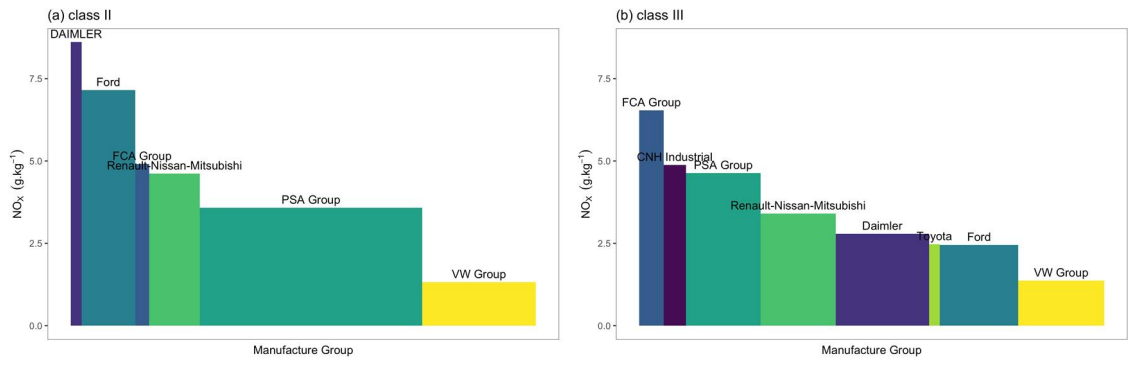 (a) class II
DAIMLER
Ford
FCA Group
Renault-Nissan-Mitsubishi
PSA Group
VW Group
7.5
5.0
2.5
0.0
NOX (g.kg−1)
Manufacture Group
(b) class III
FCA Group
CNH Industrial
PSA Group
Renault-Nissan-Mitsubishi
Daimler
Toyota
Ford
VW Group
7.5
5.0
2.5
0.0
NOX (g.kg−1)
Manufacture Group